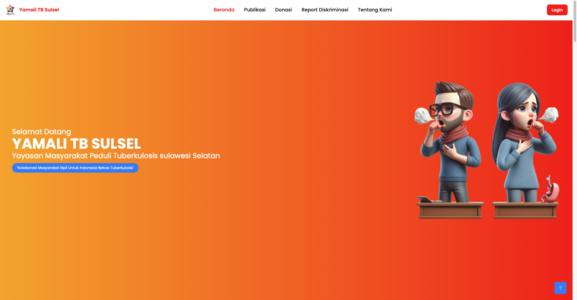 Yamali TB Sulsel
Beranda
Publikasi
Donasi
Report Diskriminasi
Tentang Kami
Login
Selamat Datang
YAMALI TB SULSEL
Yayasan Masyarakat Peduli Tuberkulosis sulawesi Selatan
"Kolaborasi Masyarakat Sipil Untuk Indonesia Bebas Tuberkulosis"